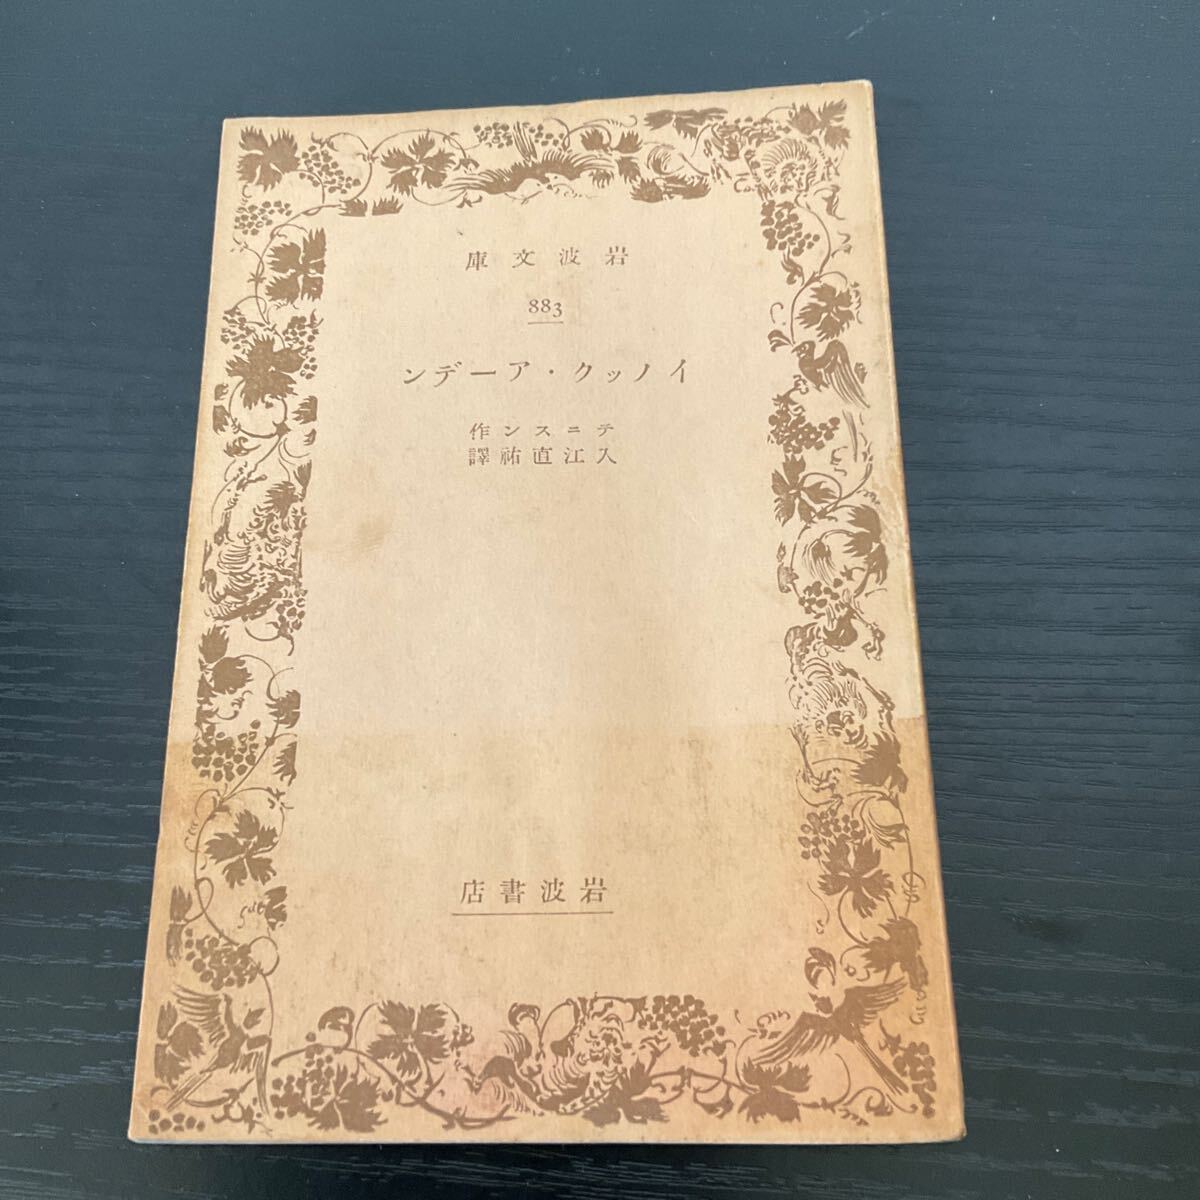 岩波文庫
883
イノック・アーデン
テニスン作
入江直祐譯
岩波書店